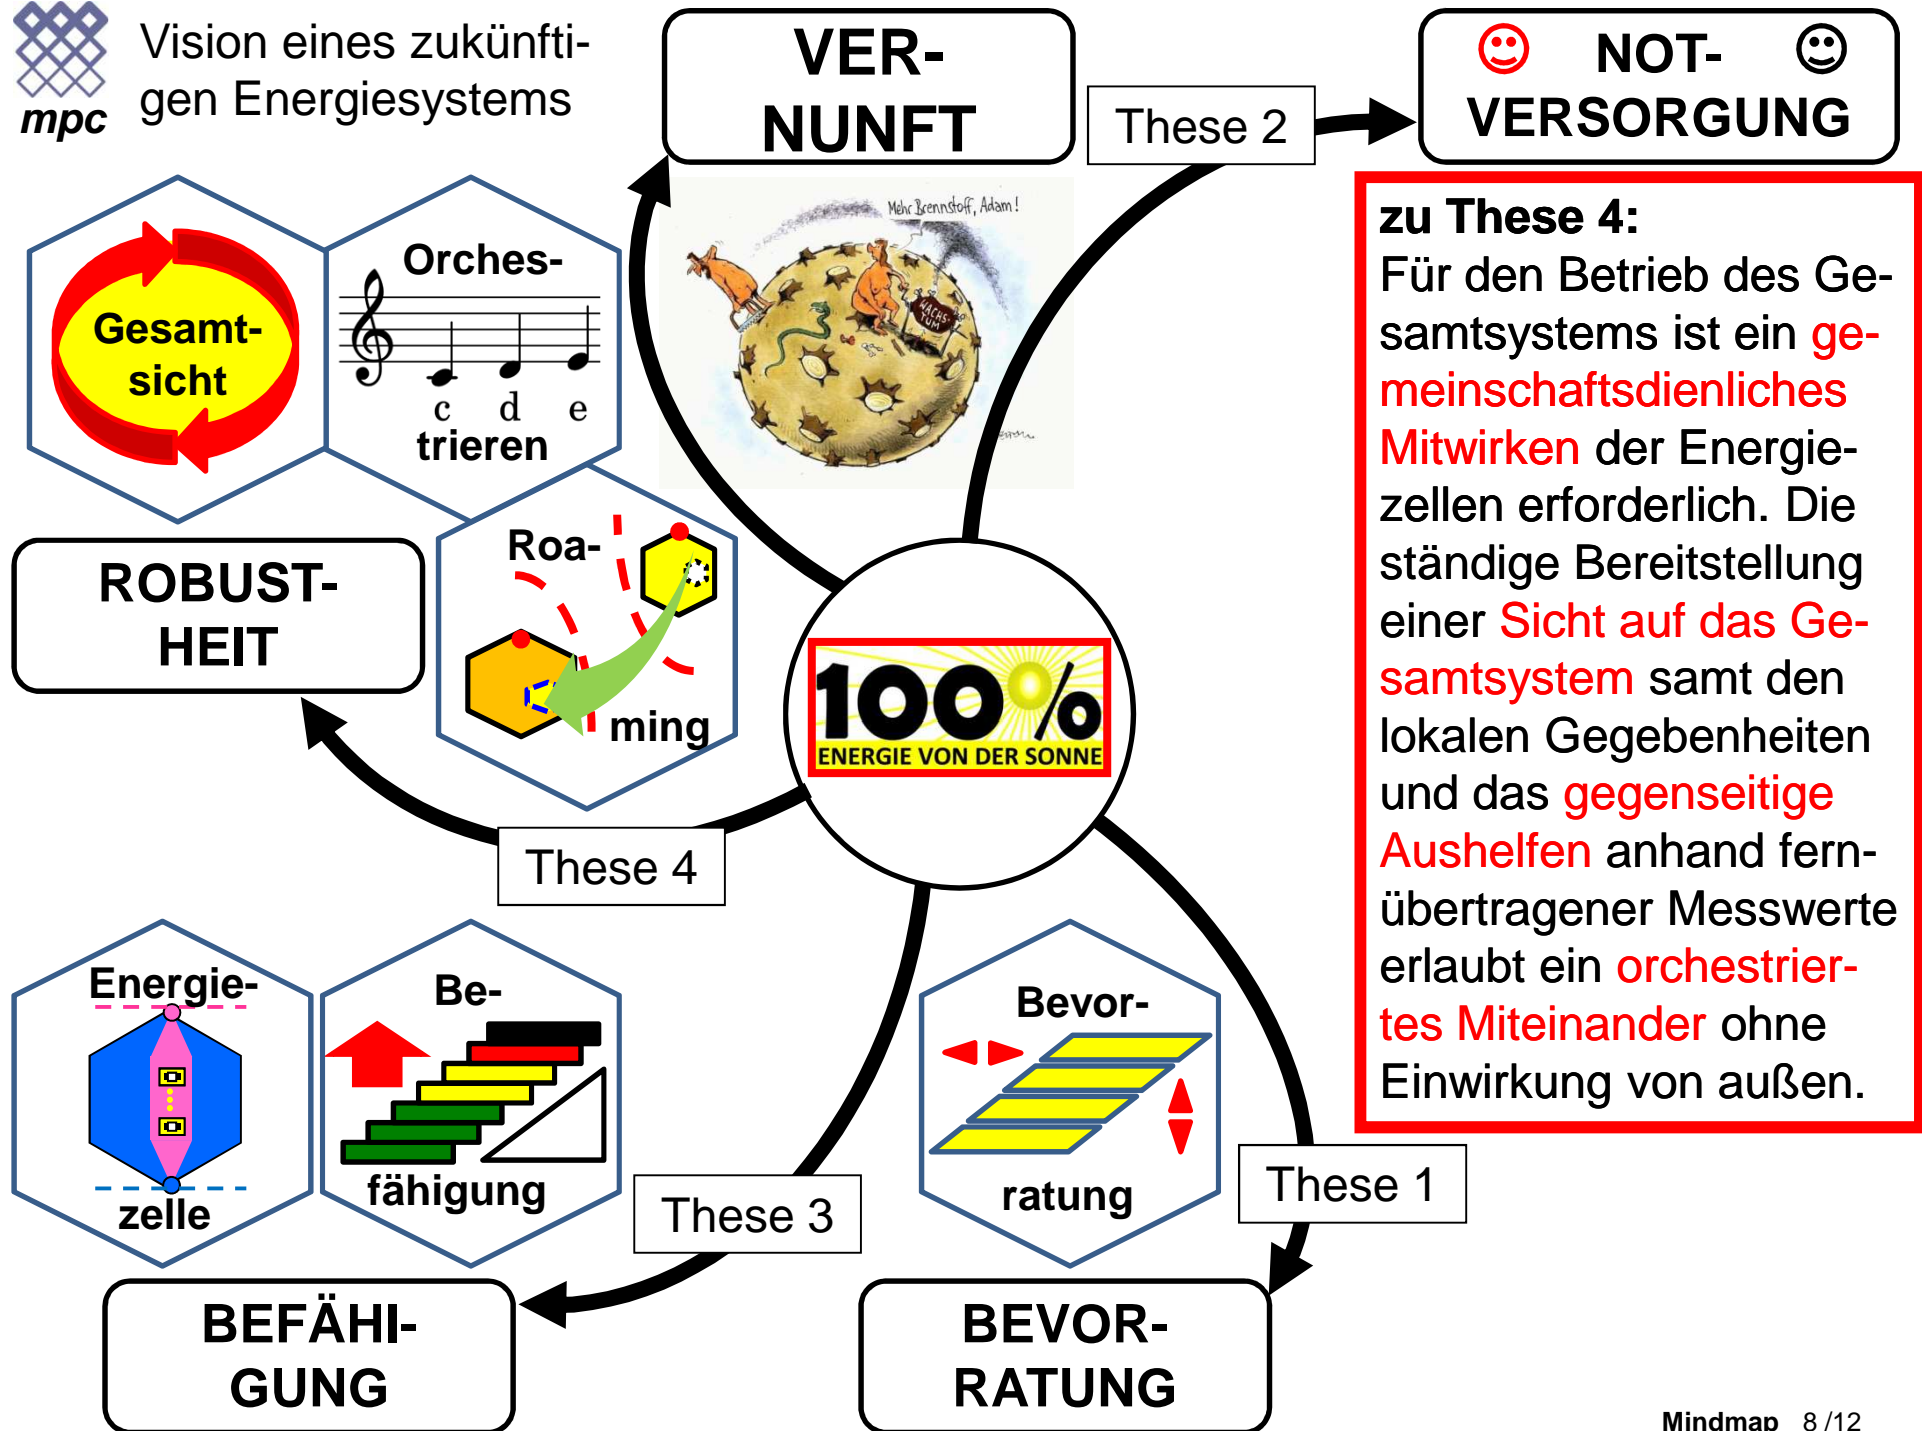 mpc
Vision eines zukünfti-
gen Energiesystems
VER-
NUNFT
These 2
NOT-
VERSORGUNG
Mehr Brennstoff, Adam!
WACHS-
TUM
Gesamt-
sicht
Orches-
c d e
trieren
Roa-
ming
ROBUST-
HEIT
These 4
100%
ENERGIE VON DER SONNE
zu These 4:
Für den Betrieb des Ge-
samtsystems ist ein ge-
meinschaftsdienliches
Mitwirken der Energie-
zellen erforderlich. Die
ständige Bereitstellung
einer Sicht auf das Ge-
samtsystem samt den
lokalen Gegebenheiten
und das gegenseitige
Aushelfen anhand fern-
übertragener Messwerte
erlaubt ein orchestrier-
tes Miteinander ohne
Einwirkung von außen.
Energie-
zelle
Be-
fähigung
These 3
BEFÄHI-
GUNG
Bevor-
ratung
These 1
BEVOR-
RATUNG
Mindmap 8 /12